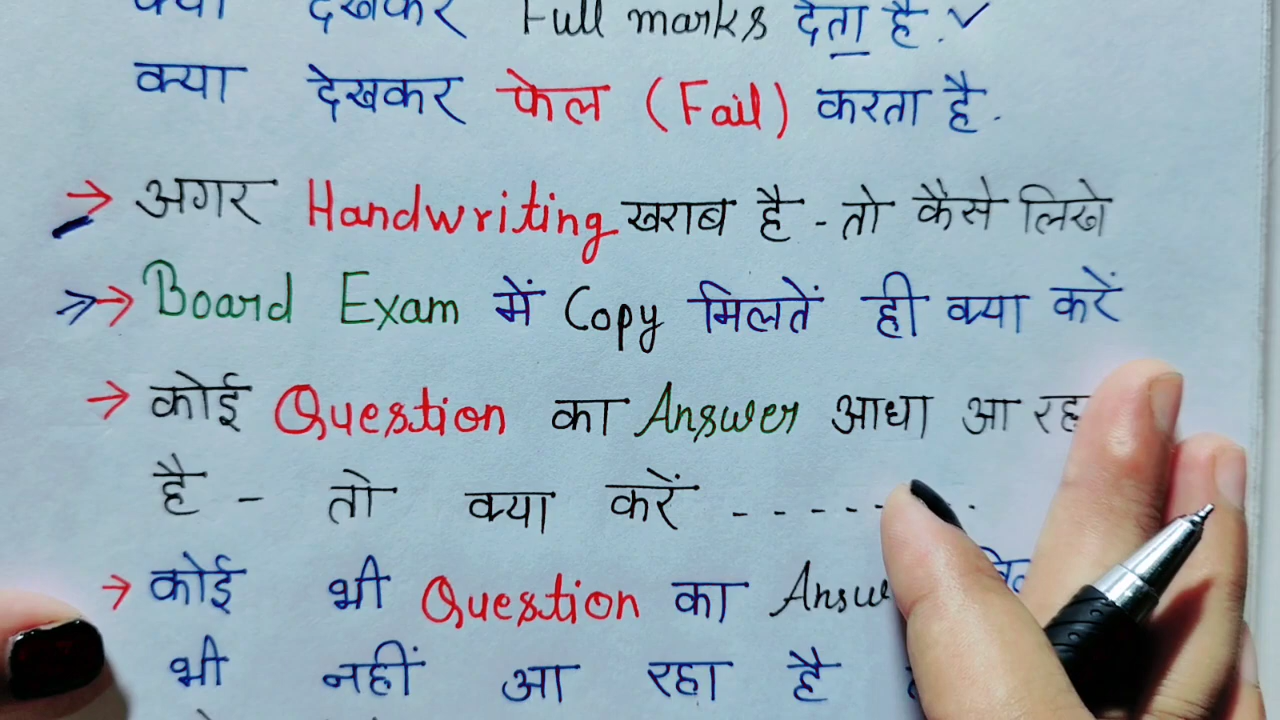 क्या देखकर Full marks देता है. ✓
क्या देखकर फेल (Fail) करता है.
→ अगर Handwriting खराब है - तो कैसे लिखे
→ Board Exam में Copy मिलतें ही क्या करें
→ कोई Question का Answer आधा आ रह
है - तो क्या करें - - - - - .
→ कोई भी Question का Answ
भी नहीं आ रहा है